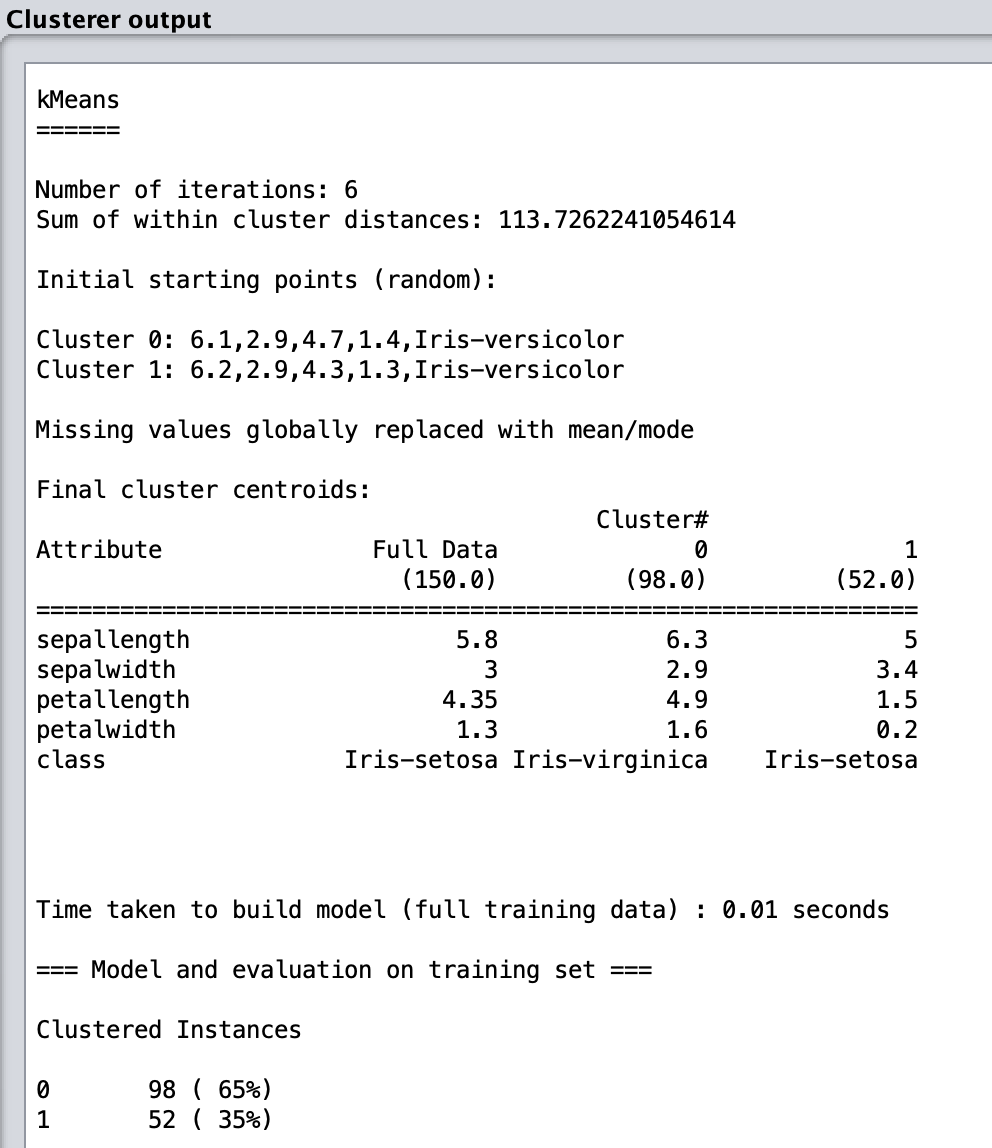 Clusterer output
kMeans
======
Number of iterations: 6
Sum of within cluster distances: 113.7262241054614
Initial starting points (random):
Cluster 0: 6.1,2.9,4.7,1.4,Iris-versicolor
Cluster 1: 6.2,2.9,4.3,1.3,Iris-versicolor
Missing values globally replaced with mean/mode
Final cluster centroids:
Cluster#
Attribute Full Data 0 1
(150.0) (98.0) (52.0)
===============================================================
sepallength 5.8 6.3 5
sepalwidth 3 2.9 3.4
petallength 4.35 4.9 1.5
petalwidth 1.3 1.6 0.2
class Iris-setosa Iris-virginica Iris-setosa
Time taken to build model (full training data) : 0.01 seconds
=== Model and evaluation on training set ===
Clustered Instances
0 98 ( 65%)
1 52 ( 35%)